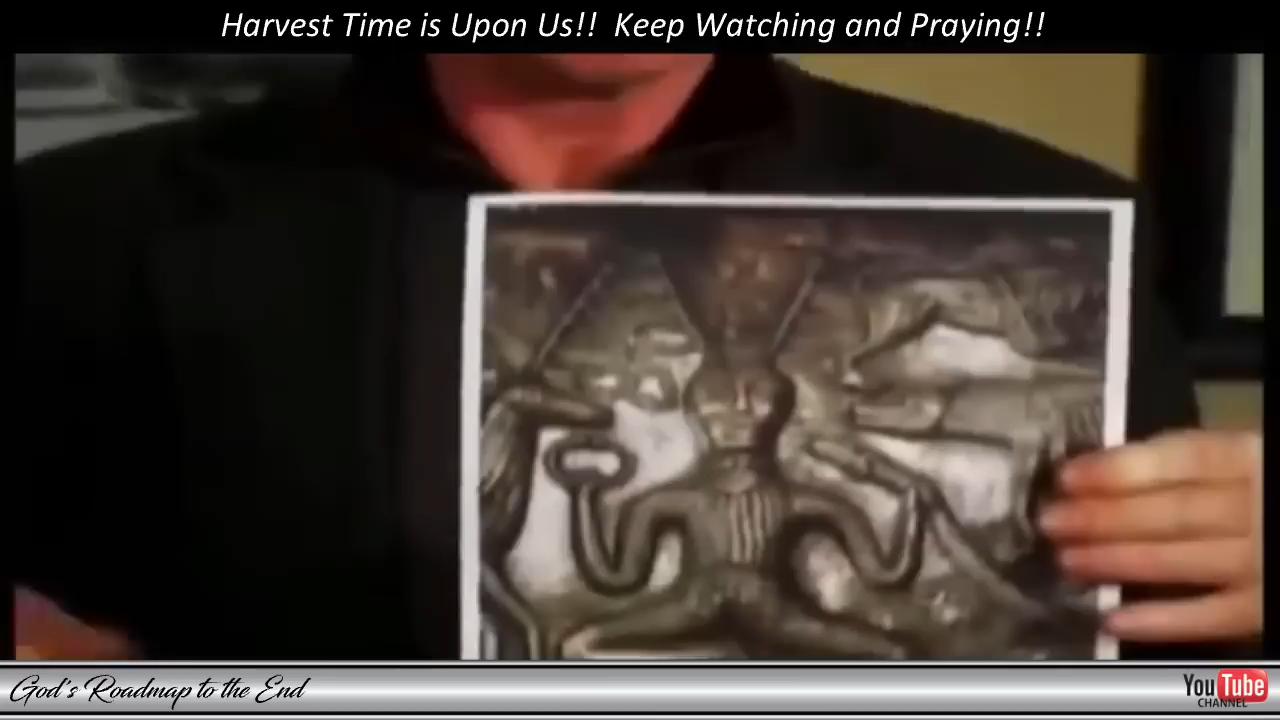 Harvest Time is Upon Us!! Keep Watching and Praying!!
God's Roadmap to the End
YouTube
CHANNEL